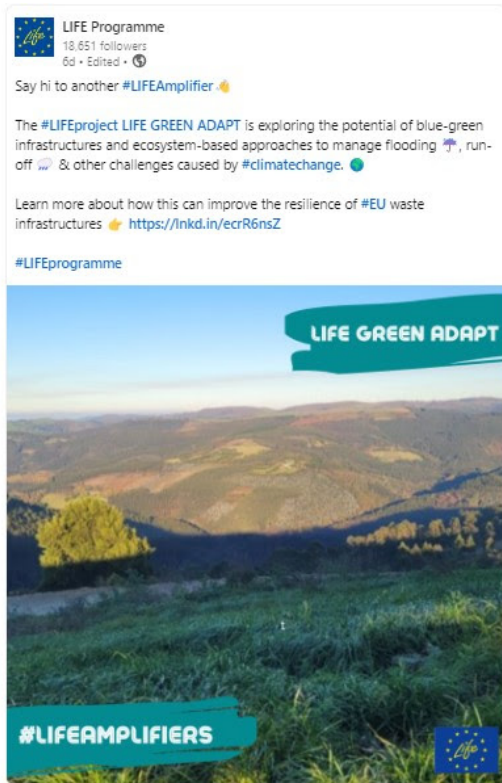 Life
LIFE Programme
18,651 followers
6d • Edited •
Say hi to another #LIFEAmplifier 👋
The #LIFEproject LIFE GREEN ADAPT is exploring the potential of blue-green
infrastructures and ecosystem-based approaches to manage flooding ☔, run-
off 🌧️ & other challenges caused by #climatechange. 🌍
Learn more about how this can improve the resilience of #EU waste
infrastructures 👉 https://lnkd.in/ecrR6nsZ
#LIFEprogramme
LIFE GREEN ADAPT
#LIFEAMPLIFIERS
Life